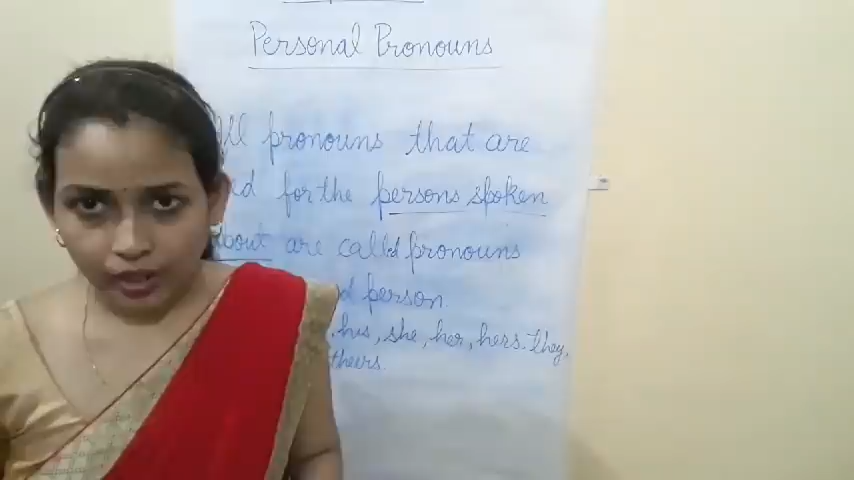 Personal Pronouns
pronouns that are
for the persons spoken
about are called pronouns
person.
his, she, her, hers. they,
theirs.